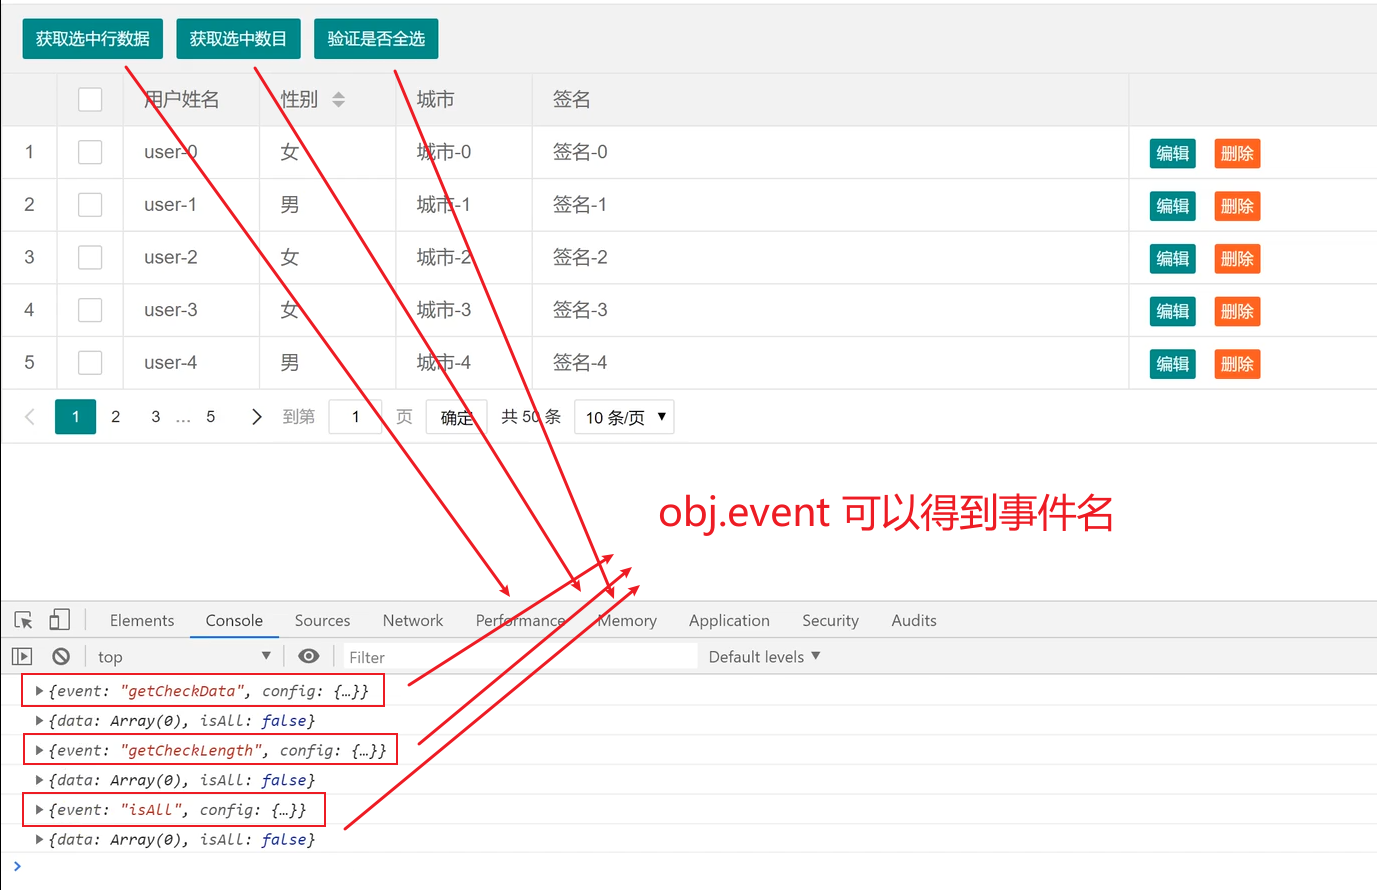 获取选中行数据 获取选中数目 验证是否全选
用户姓名 性别 城市 签名
1 user-0 女 城市-0 签名-0 编辑 删除
2 user-1 男 城市-1 签名-1 编辑 删除
3 user-2 女 城市-2 签名-2 编辑 删除
4 user-3 女 城市-3 签名-3 编辑 删除
5 user-4 男 城市-4 签名-4 编辑 删除
1 2 3 … 5 到第 1 页 确定 共 50 条 10 条/页
obj.event 可以得到事件名
Elements Console Sources Network Performance Memory Application Security Audits
top Filter Default levels
{event: "getCheckData", config: {…}}
{data: Array(0), isAll: false}
{event: "getCheckLength", config: {…}}
{data: Array(0), isAll: false}
{event: "isAll", config: {…}}
{data: Array(0), isAll: false}